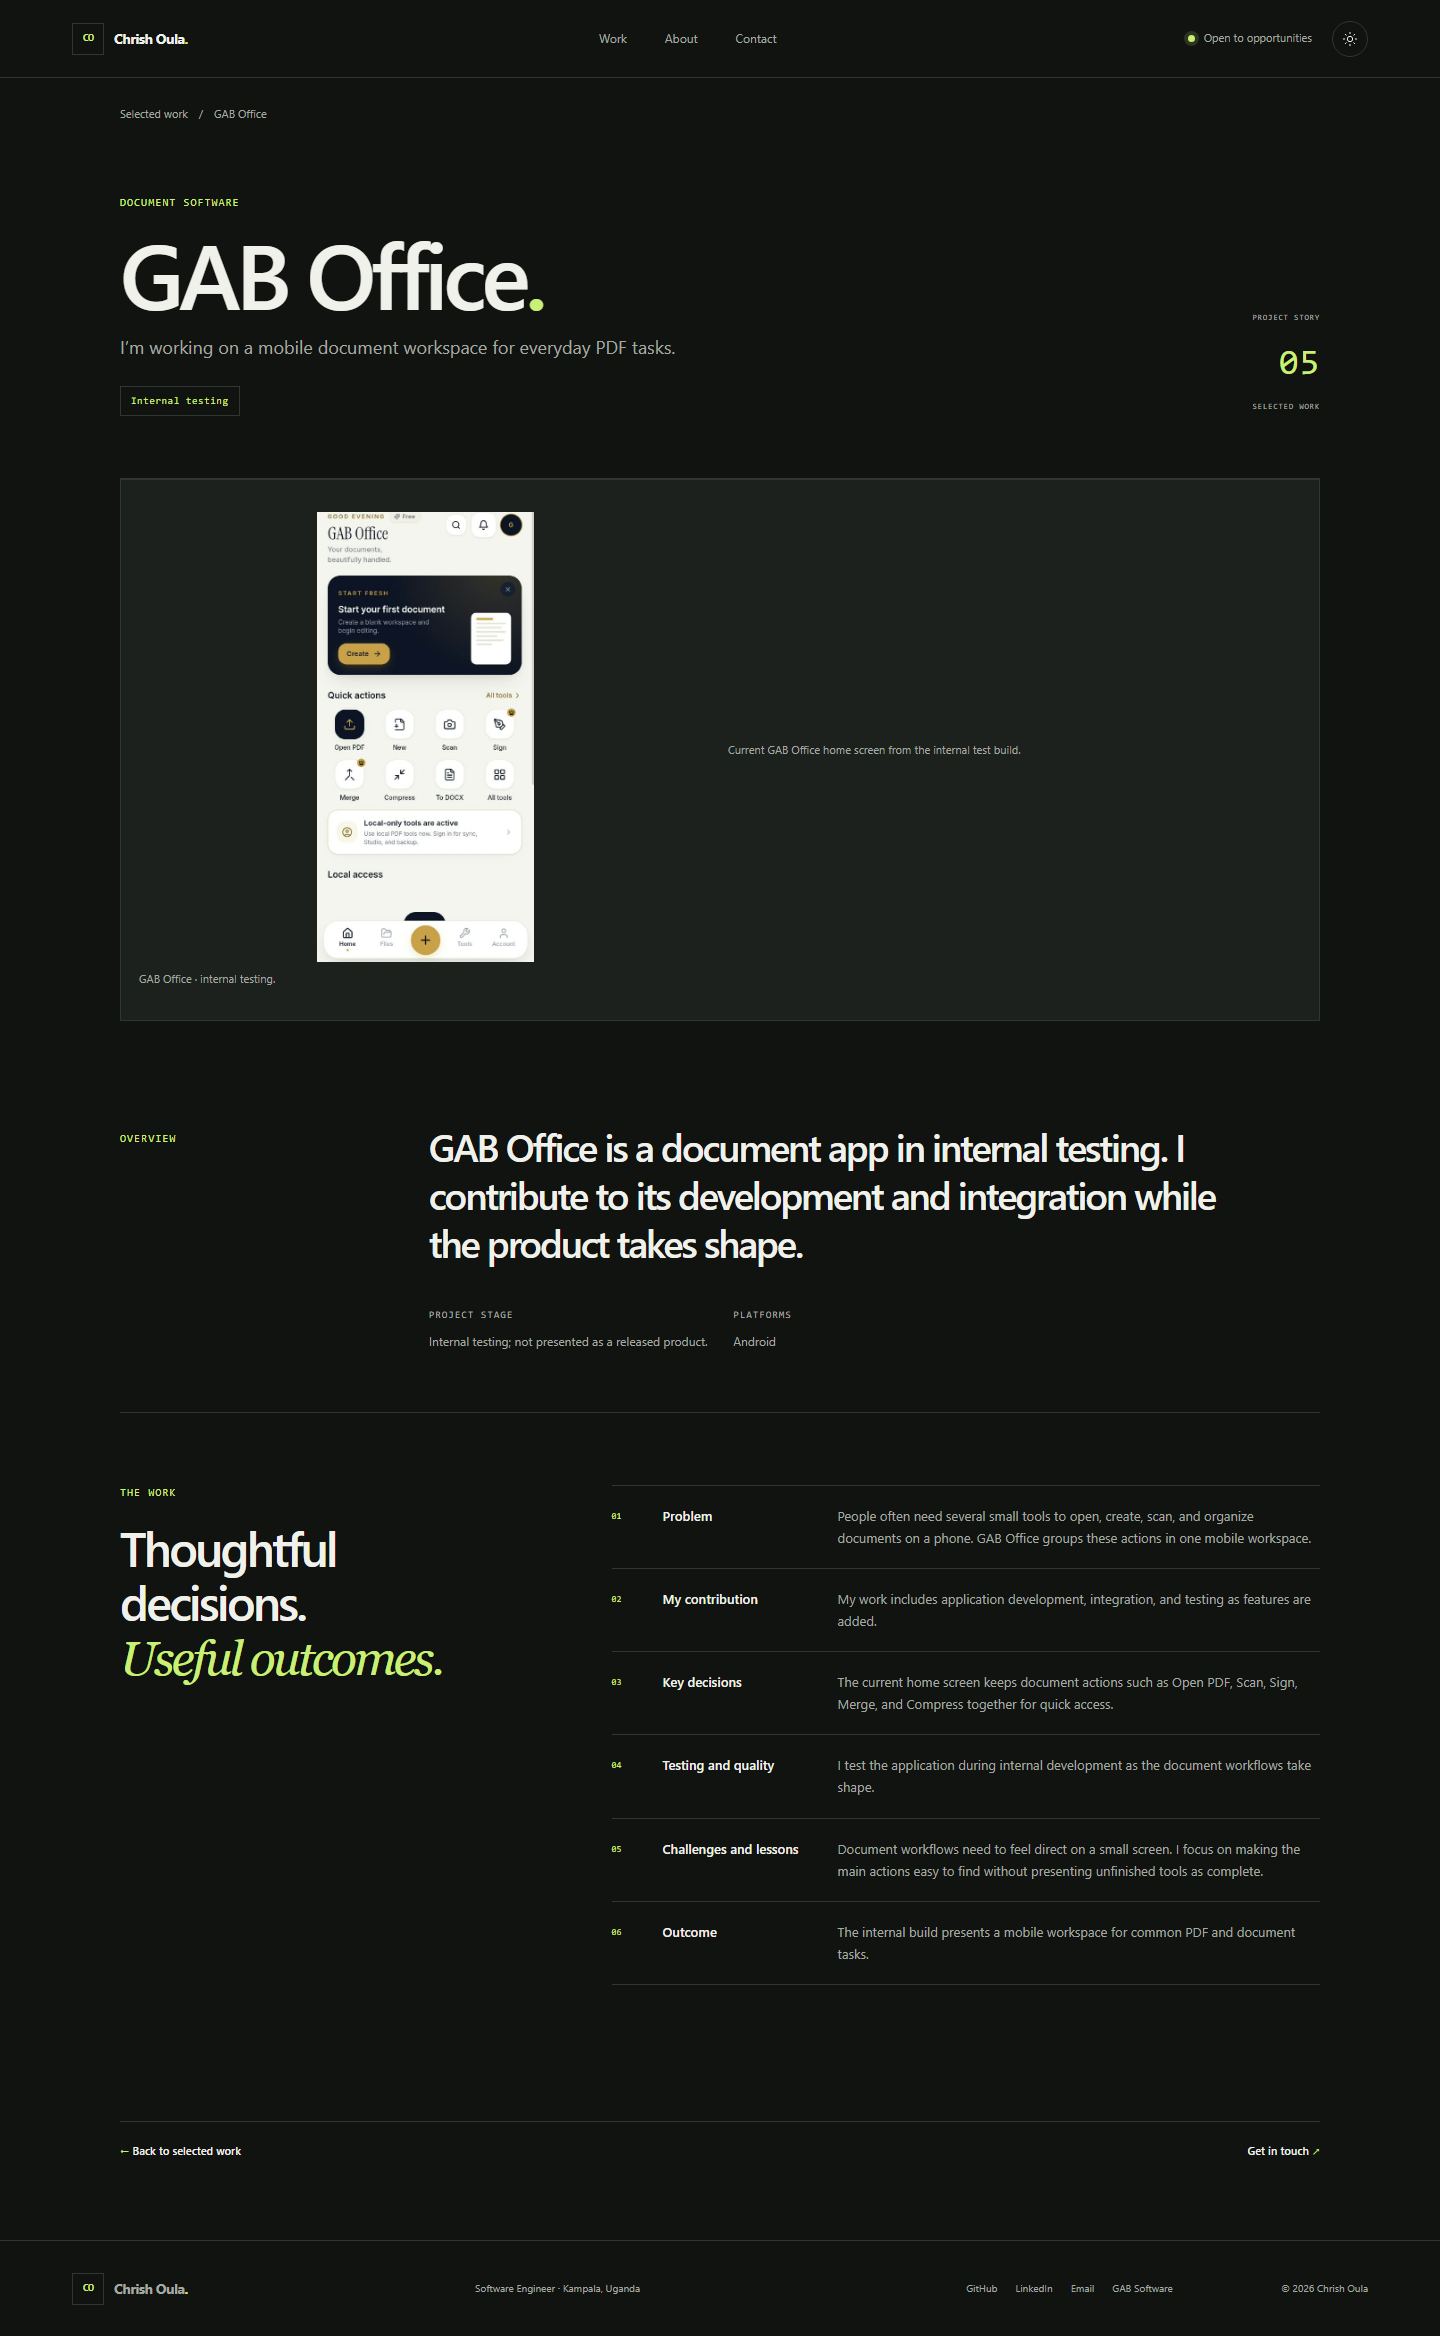 CO
Chrish Oula.
Work
About
Contact
Open to opportunities
Selected work / GAB Office
DOCUMENT SOFTWARE
GAB Office.
I'm working on a mobile document workspace for everyday PDF tasks.
Internal testing
PROJECT STORY
05
SELECTED WORK
GOOD EVENING
Free
GAB Office
G
Your documents,
beautifully handled.
START FRESH
Start your first document
Create a blank workspace and
begin editing.
Create →
Quick actions
All tools >
Open PDF
New
Scan
Sign
Merge
Compress
To DOCX
All tools
Local-only tools are active
Use local PDF tools now. Sign in for sync,
Studio, and backup.
Local access
Home
Files
Tools
Account
GAB Office · internal testing.
Current GAB Office home screen from the internal test build.
OVERVIEW
GAB Office is a document app in internal testing. I
contribute to its development and integration while
the product takes shape.
PROJECT STAGE
Internal testing; not presented as a released product.
PLATFORMS
Android
THE WORK
Thoughtful
decisions.
Useful outcomes.
01 Problem
People often need several small tools to open, create, scan, and organize
documents on a phone. GAB Office groups these actions in one mobile workspace.
02 My contribution
My work includes application development, integration, and testing as features are
added.
03 Key decisions
The current home screen keeps document actions such as Open PDF, Scan, Sign,
Merge, and Compress together for quick access.
04 Testing and quality
I test the application during internal development as the document workflows take
shape.
05 Challenges and lessons
Document workflows need to feel direct on a small screen. I focus on making the
main actions easy to find without presenting unfinished tools as complete.
06 Outcome
The internal build presents a mobile workspace for common PDF and document
tasks.
← Back to selected work
Get in touch ↗
CO
Chrish Oula.
Software Engineer · Kampala, Uganda
GitHub
LinkedIn
Email
GAB Software
© 2026 Chrish Oula